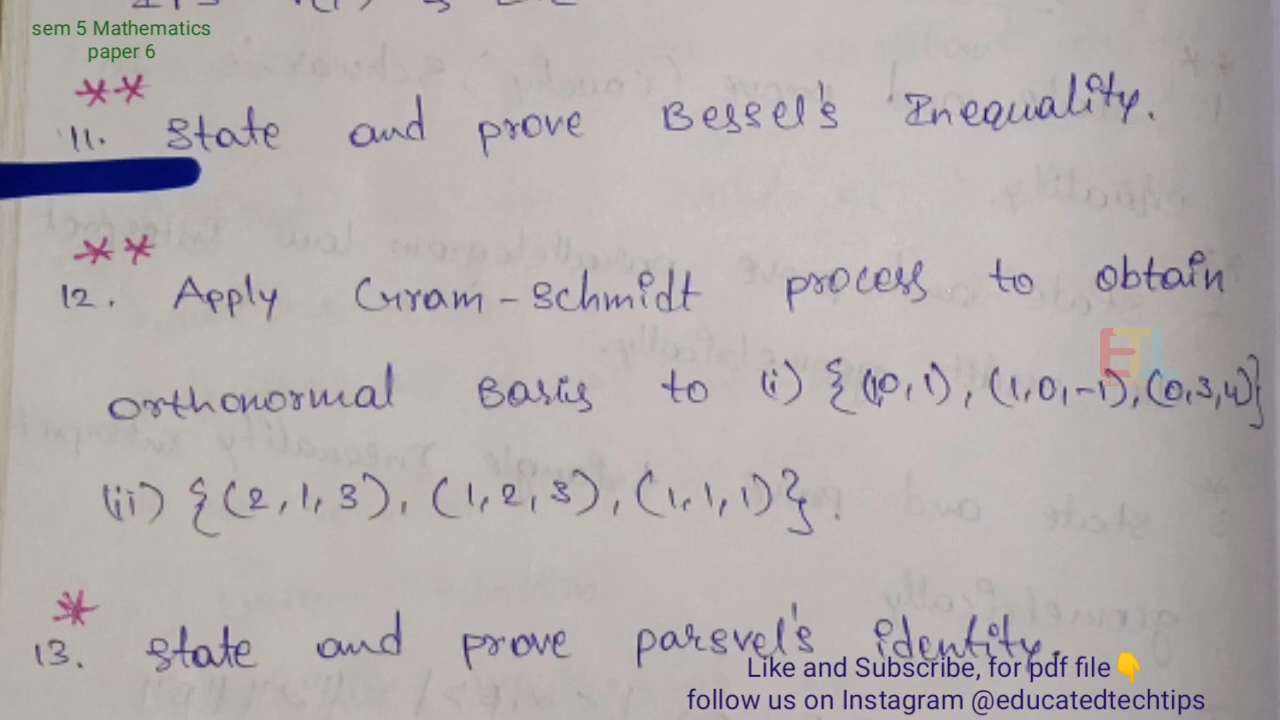 sem 5 Mathematics
paper 6
**
11. State and prove Bessel's Inequality.
**
12. Apply Gram-Schmidt process to obtain
orthonormal Basis to (i) {(1,0,1), (1,0,-1), (0,3,4)}
(ii) {(2,1,3), (1,2,3), (1,1,1)}.
*
13. State and prove parsvel's identity.
Like and Subscribe, for pdf file👇
follow us on Instagram @educatedtechtips